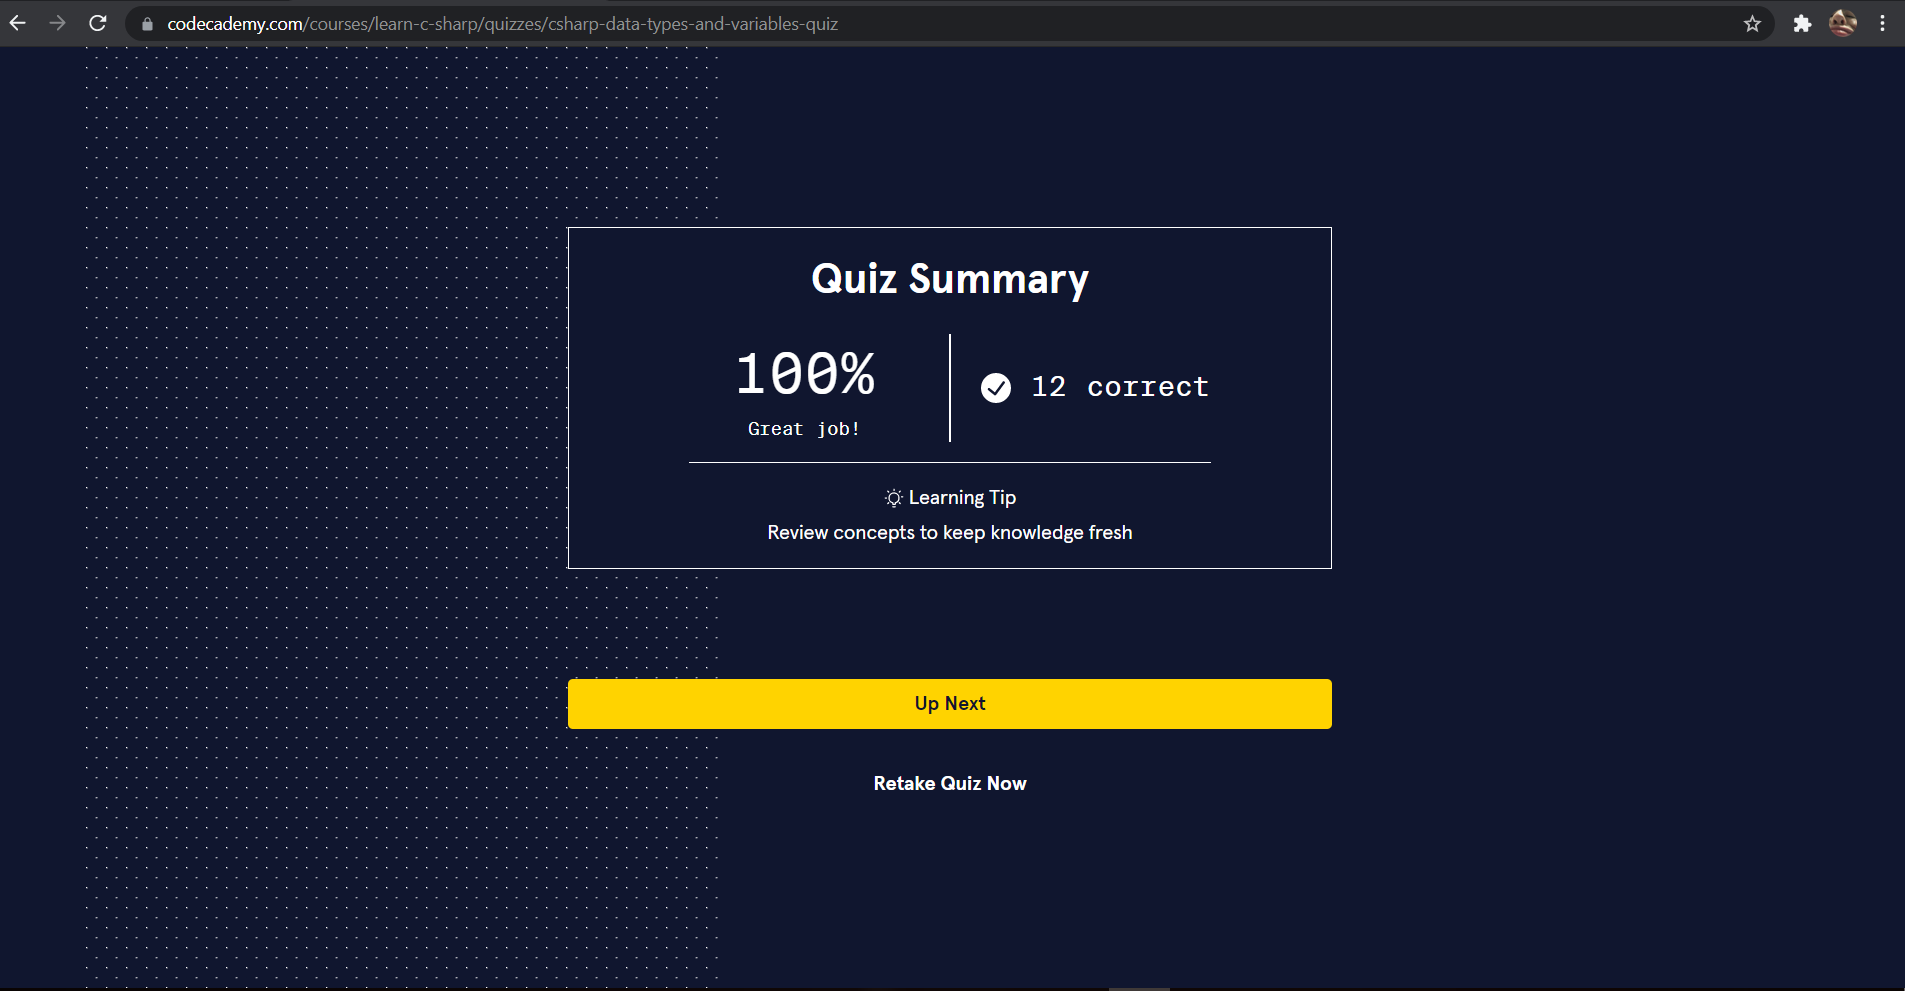 codecademy.com/courses/learn-c-sharp/quizzes/csharp-data-types-and-variables-quiz
Quiz Summary
100%
Great job!
12 correct
Learning Tip
Review concepts to keep knowledge fresh
Up Next
Retake Quiz Now